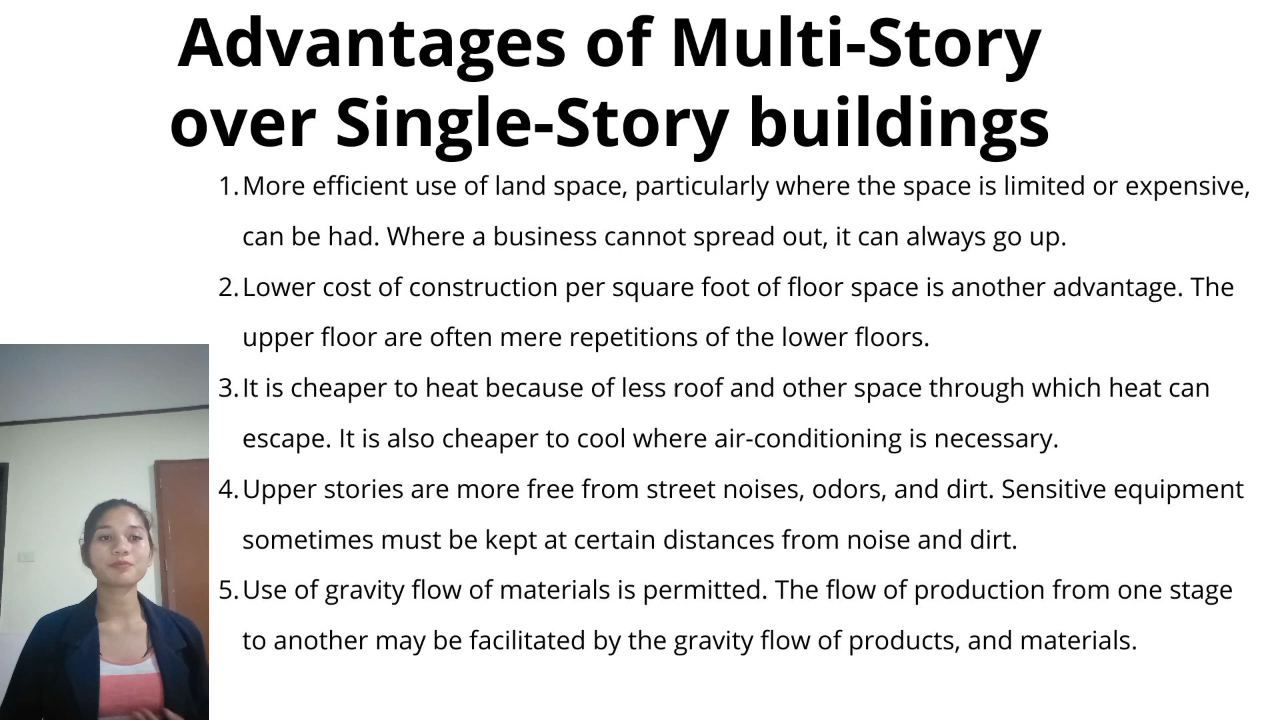 Advantages of Multi-Story
over Single-Story buildings
1. More efficient use of land space, particularly where the space is limited or expensive,
can be had. Where a business cannot spread out, it can always go up.
2. Lower cost of construction per square foot of floor space is another advantage. The
upper floor are often mere repetitions of the lower floors.
3. It is cheaper to heat because of less roof and other space through which heat can
escape. It is also cheaper to cool where air-conditioning is necessary.
4. Upper stories are more free from street noises, odors, and dirt. Sensitive equipment
sometimes must be kept at certain distances from noise and dirt.
5. Use of gravity flow of materials is permitted. The flow of production from one stage
to another may be facilitated by the gravity flow of products, and materials.